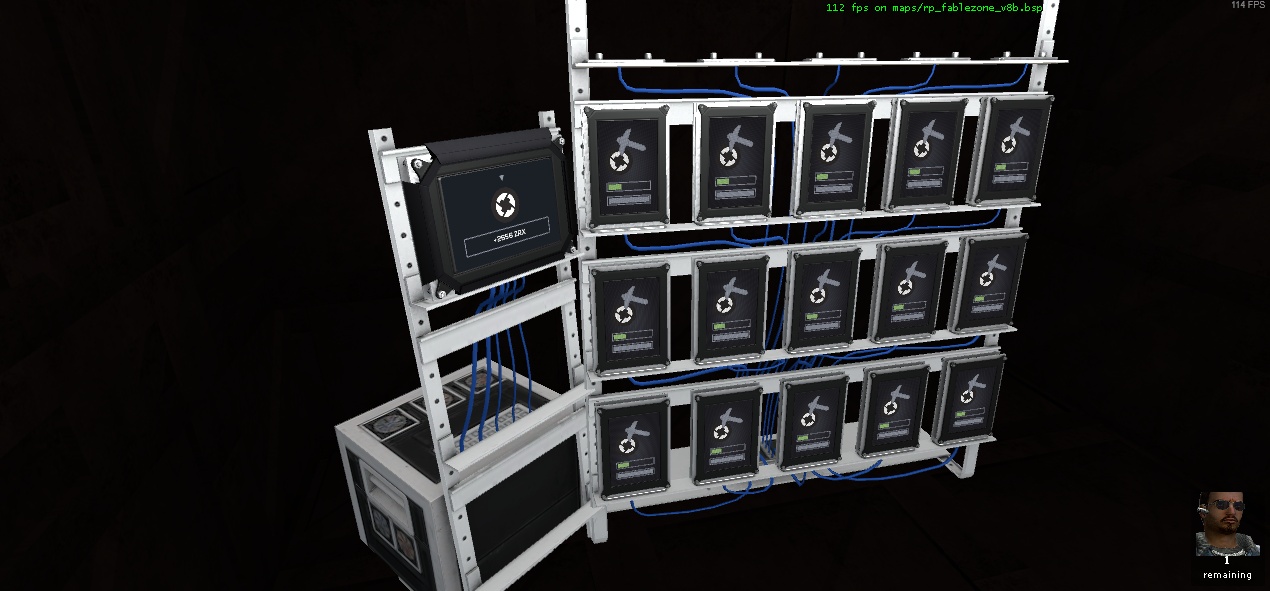 112 fps on maps/rp_fablezone_v8b.bsp
114 FPS
+2556 ZRX
1
remaining